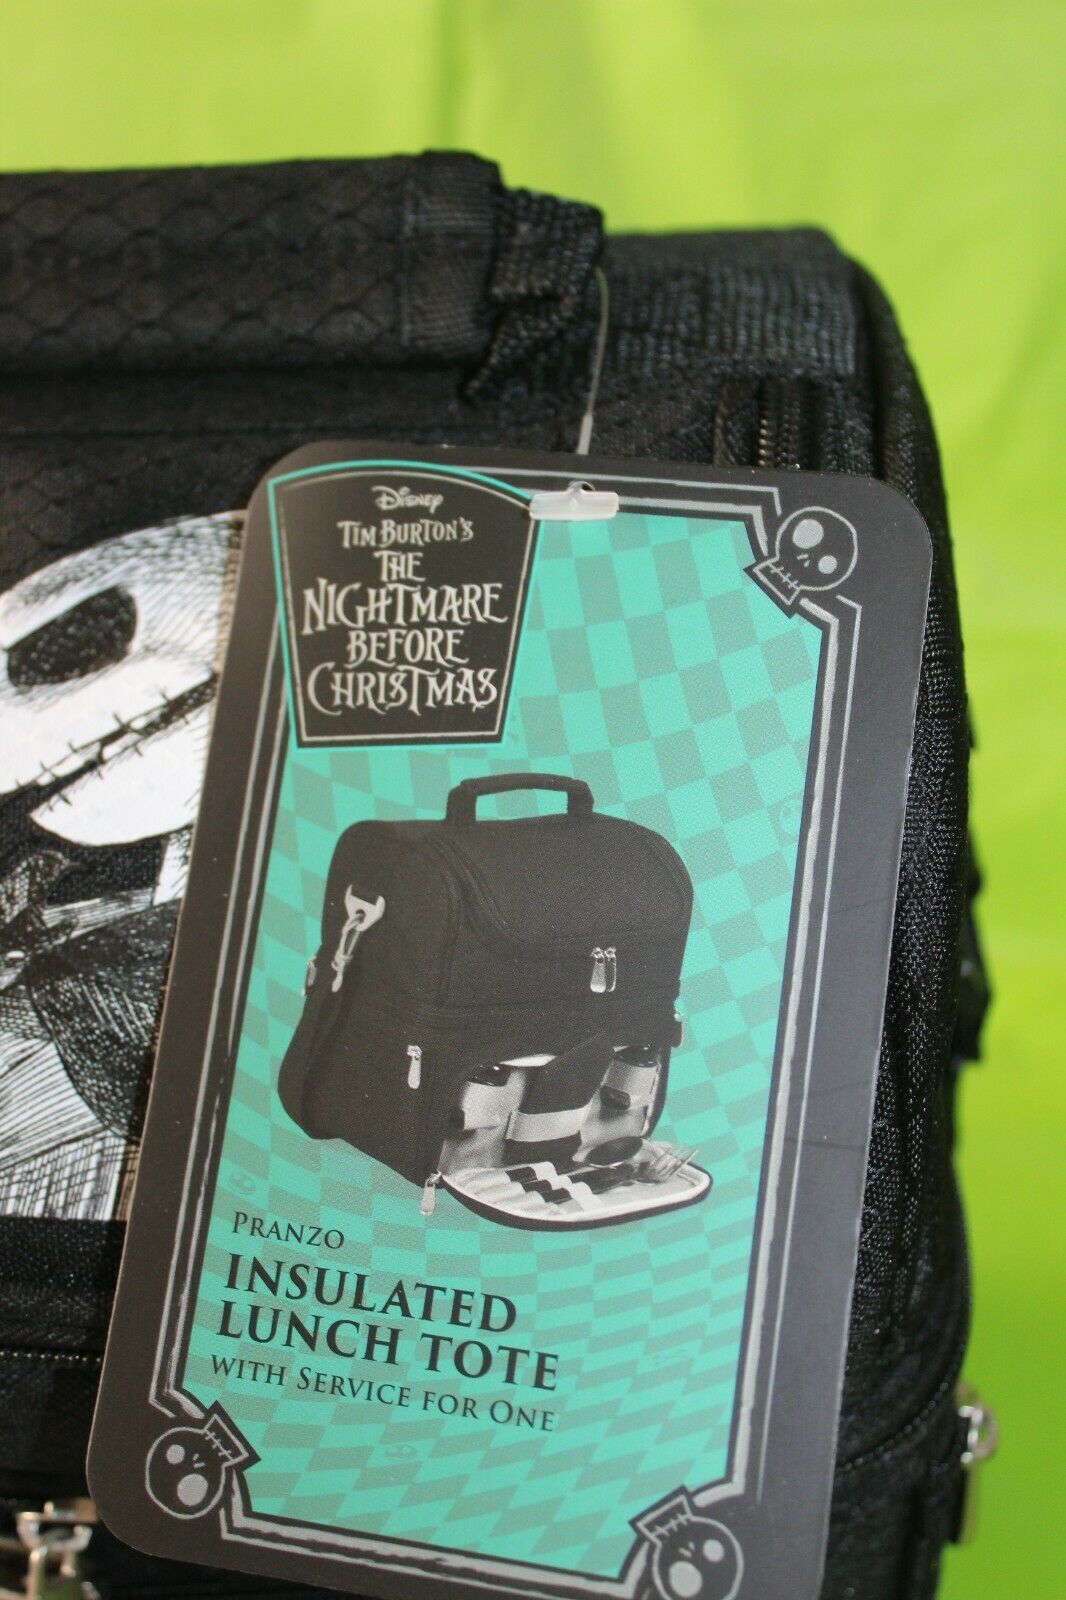 Disney
TIM BURTON'S
THE
NIGHTMARE
BEFORE
CHRISTMAS
PRANZO
INSULATED
LUNCH TOTE
WITH SERVICE FOR ONE